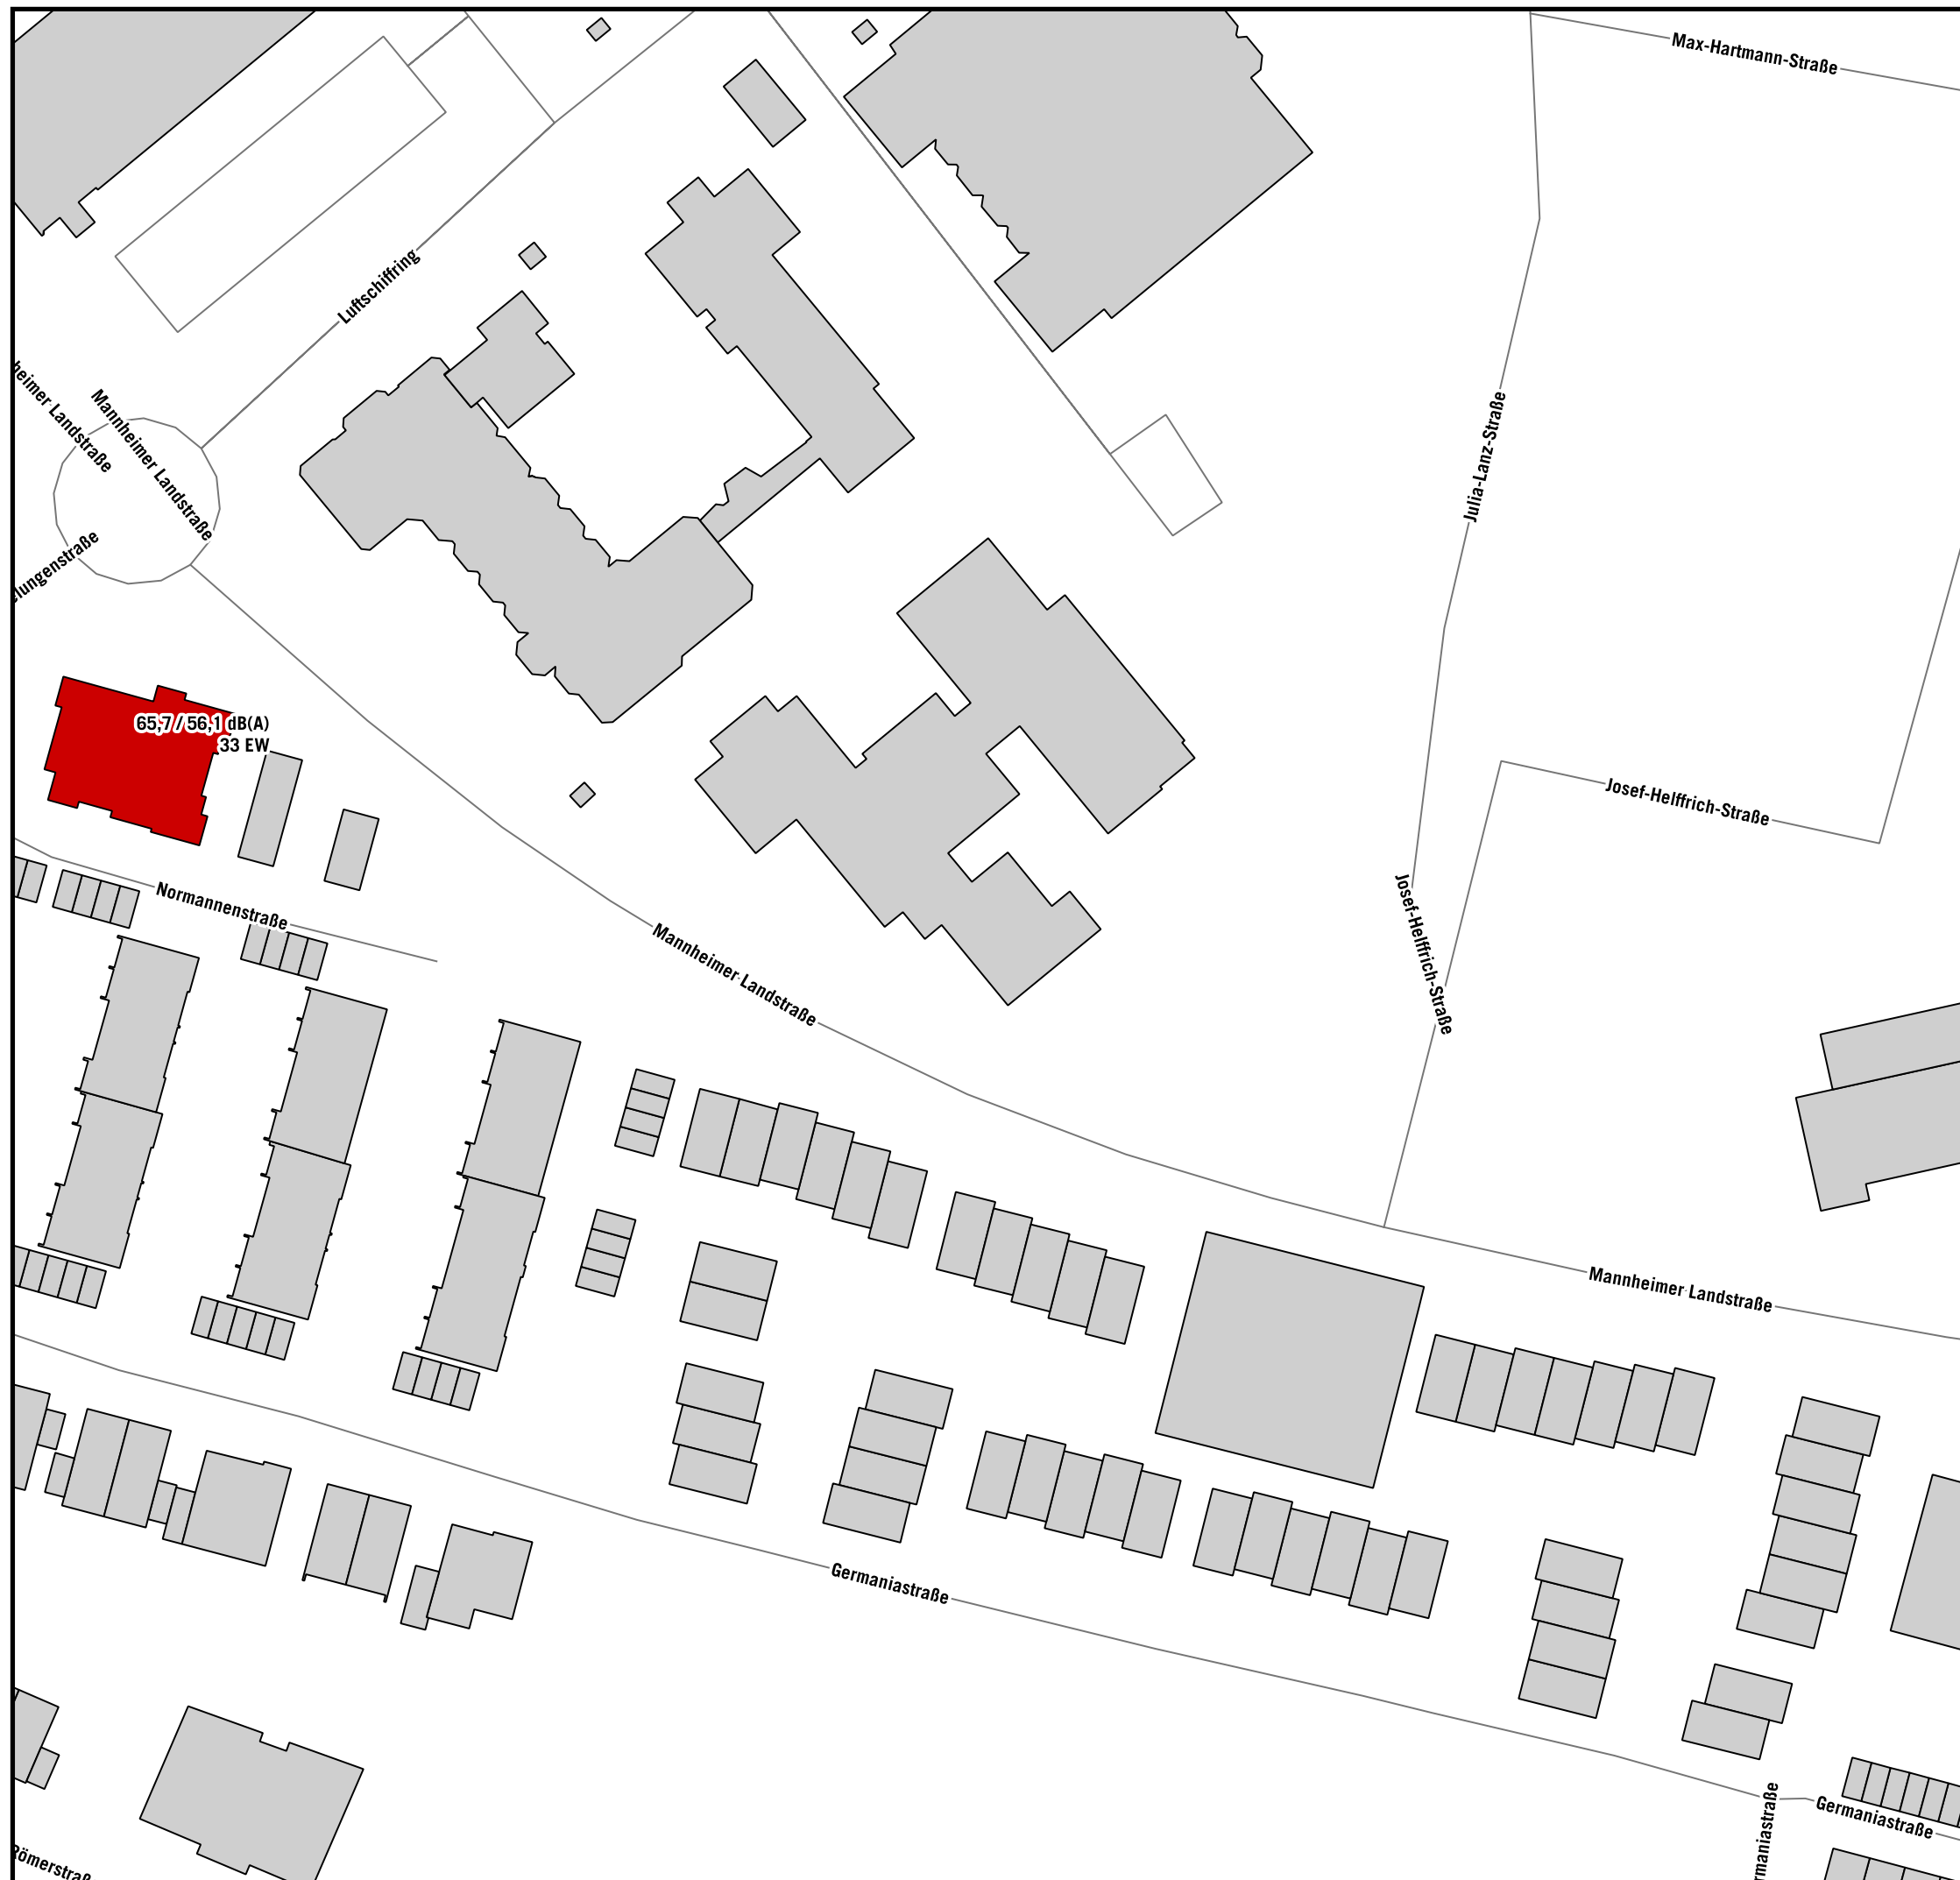 Max-Hartmann-Straße
Luftschiffring
heimer Landstraße
Mannheimer Landstraße
Julia-Lanz-Straße
elungenstraße
65,7 / 56,1 dB(A)
33 EW
Josef-Helffrich-Straße
Normannenstraße
Josef-Helffrich-Straße
Mannheimer Landstraße
Mannheimer Landstraße
Germaniastraße
Germaniastraße
rmaniastraße
Römerstraß